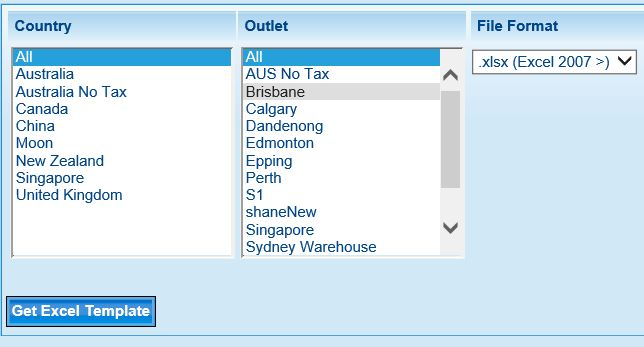 Country Outlet File Format
All
Australia
Australia No Tax
Canada
China
Moon
New Zealand
Singapore
United Kingdom
All
AUS No Tax
Brisbane
Calgary
Dandenong
Edmonton
Epping
Perth
S1
shaneNew
Singapore
Sydney Warehouse
.xlsx (Excel 2007 >)
Get Excel Template